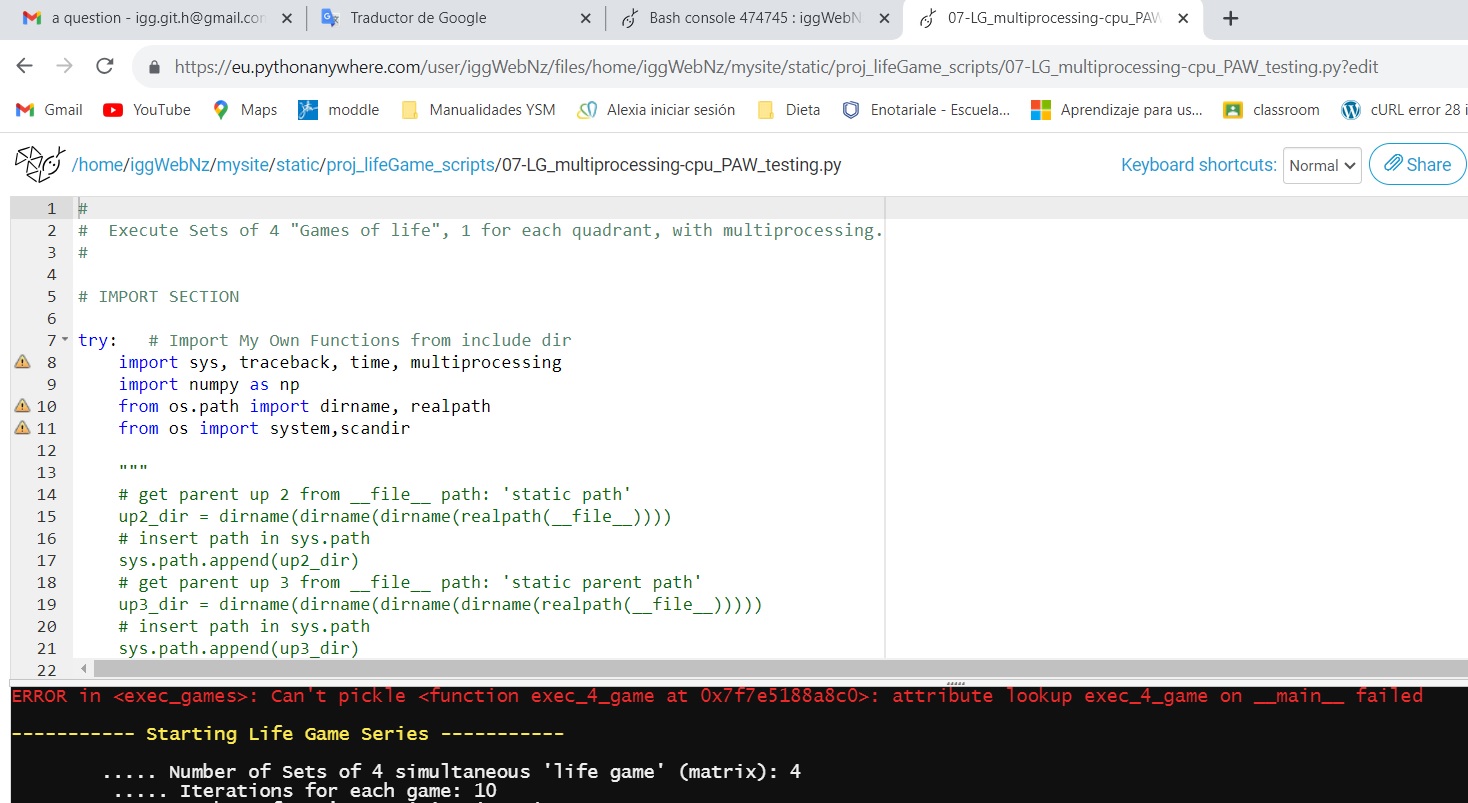 a question - igg.git.h@gmail.com
Traductor de Google
Bash console 474745 : iggWebN
07-LG_multiprocessing-cpu_PAW
https://eu.pythonanywhere.com/user/iggWebNz/files/home/iggWebNz/mysite/static/proj_lifeGame_scripts/07-LG_multiprocessing-cpu_PAW_testing.py?edit
Gmail YouTube Maps moddle Manualidades YSM Alexia iniciar sesión Dieta Enotariale - Escuela... Aprendizaje para us... classroom cURL error 28 i
/home/iggWebNz/mysite/static/proj_lifeGame_scripts/07-LG_multiprocessing-cpu_PAW_testing.py
Keyboard shortcuts: Normal Share
1 #
2 #  Execute Sets of 4 "Games of life", 1 for each quadrant, with multiprocessing.
3 #
4
5 # IMPORT SECTION
6
7 try:   # Import My Own Functions from include dir
8     import sys, traceback, time, multiprocessing
9     import numpy as np
10     from os.path import dirname, realpath
11     from os import system,scandir
12
13     """
14     # get parent up 2 from __file__ path: 'static path'
15     up2_dir = dirname(dirname(dirname(realpath(__file__))))
16     # insert path in sys.path
17     sys.path.append(up2_dir)
18     # get parent up 3 from __file__ path: 'static parent path'
19     up3_dir = dirname(dirname(dirname(dirname(realpath(__file__)))))
20     # insert path in sys.path
21     sys.path.append(up3_dir)
22
ERROR in <exec_games>: Can't pickle <function exec_4_game at 0x7f7e5188a8c0>: attribute lookup exec_4_game on __main__ failed
----------- Starting Life Game Series -----------
..... Number of Sets of 4 simultaneous 'life game' (matrix): 4
..... Iterations for each game: 10